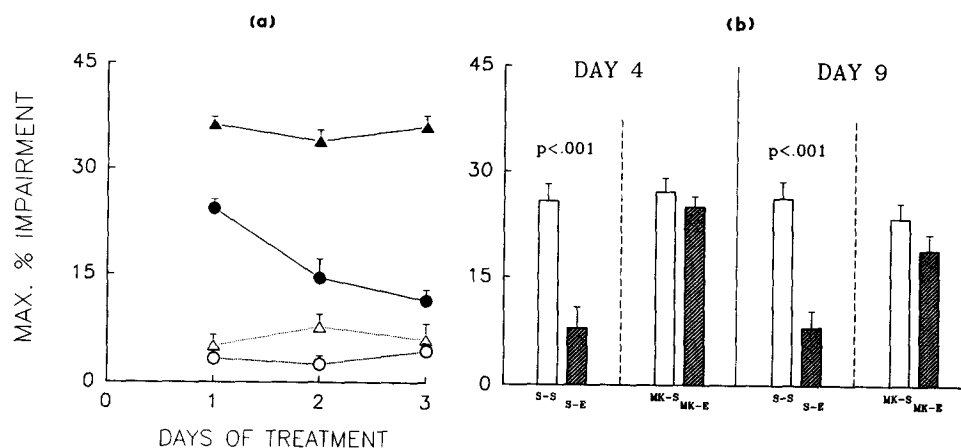 (a)
MAX. % IMPAIRMENT
45
30
15
0
0 1 2 3
DAYS OF TREATMENT
(b)
45
30
15
0
DAY 4
DAY 9
p<.001
p<.001
S-S
S-E
MK-S
MK-E
S-S
S-E
MK-S
MK-E